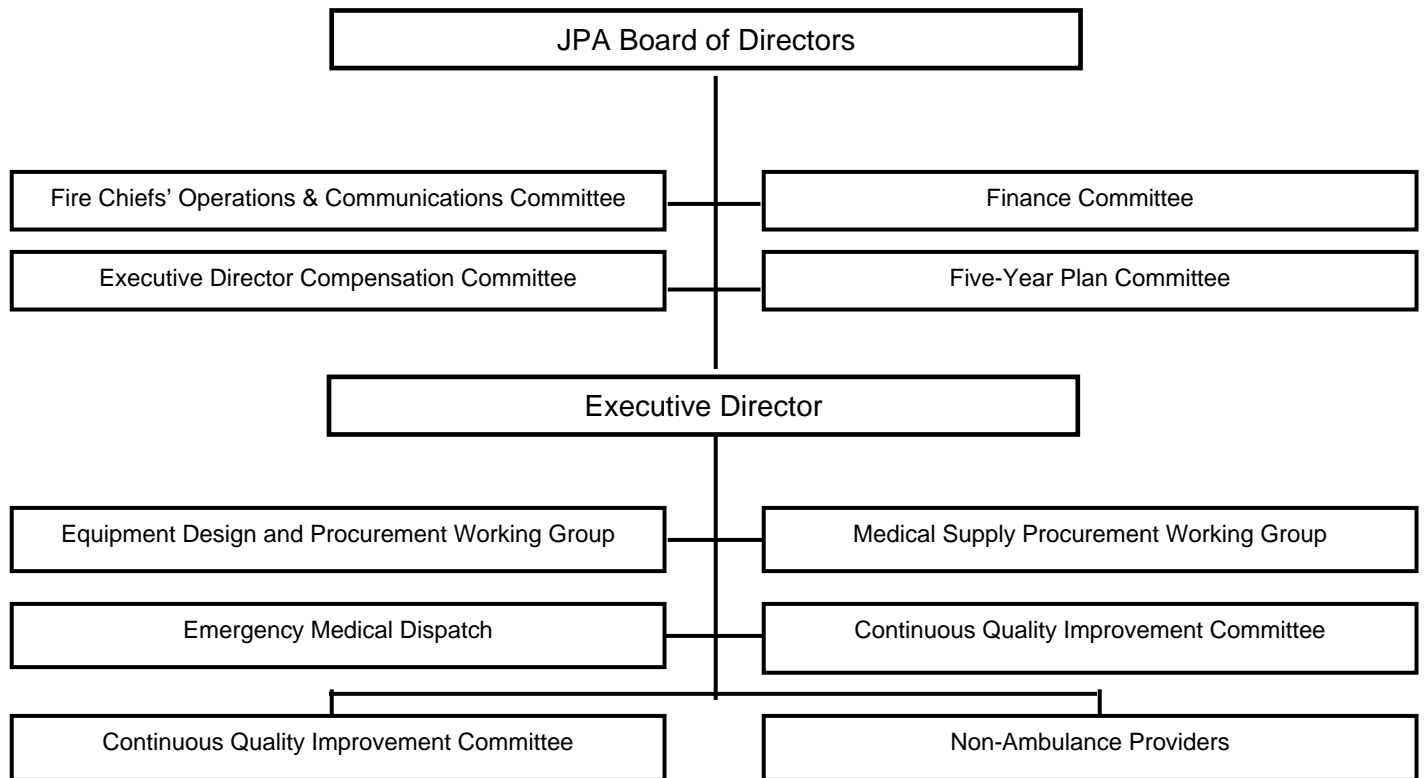 JPA Board of Directors
Fire Chiefs’ Operations & Communications Committee
Finance Committee
Executive Director Compensation Committee
Five-Year Plan Committee
Executive Director
Equipment Design and Procurement Working Group
Medical Supply Procurement Working Group
Emergency Medical Dispatch
Continuous Quality Improvement Committee
Continuous Quality Improvement Committee
Non-Ambulance Providers